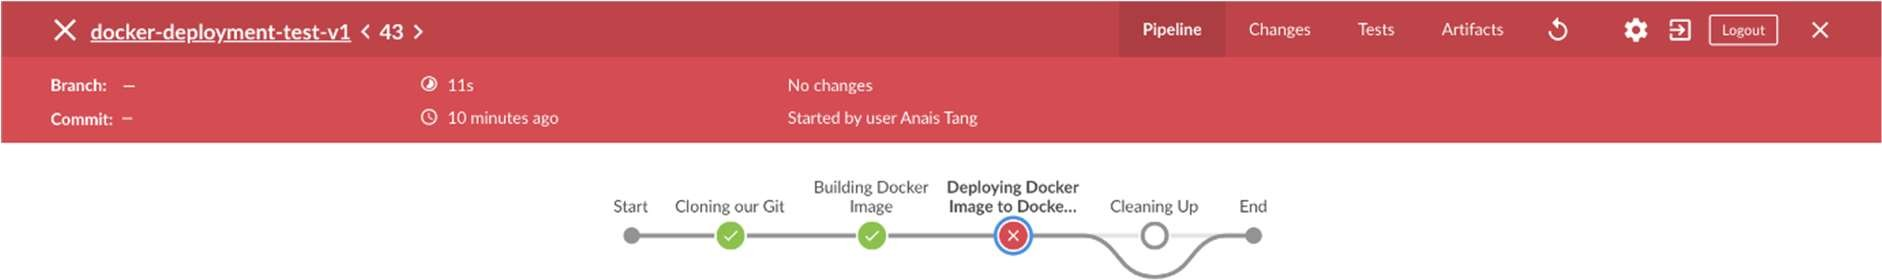 docker-deployment-test-v1 < 43 >
Pipeline
Changes
Tests
Artifacts
Logout
Branch: —
11s
No changes
Commit: —
10 minutes ago
Started by user Anais Tang
Start
Cloning our Git
Building Docker
Image
Deploying Docker
Image to Docke...
Cleaning Up
End